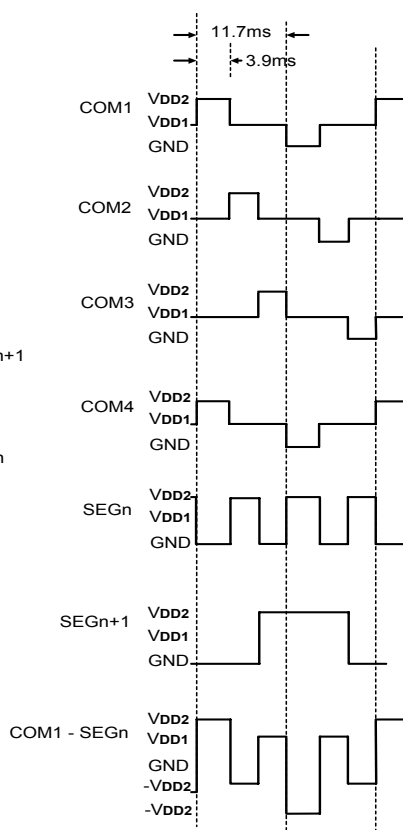 11.7ms
3.9ms
COM1
VDD2
VDD1
GND
COM2
VDD2
VDD1
GND
COM3
VDD2
VDD1
GND
n+1
COM4
VDD2
VDD1
GND
n
SEGn
VDD2
VDD1
GND
SEGn+1
VDD2
VDD1
GND
COM1 - SEGn
VDD2
VDD1
GND
-VDD2
-VDD2